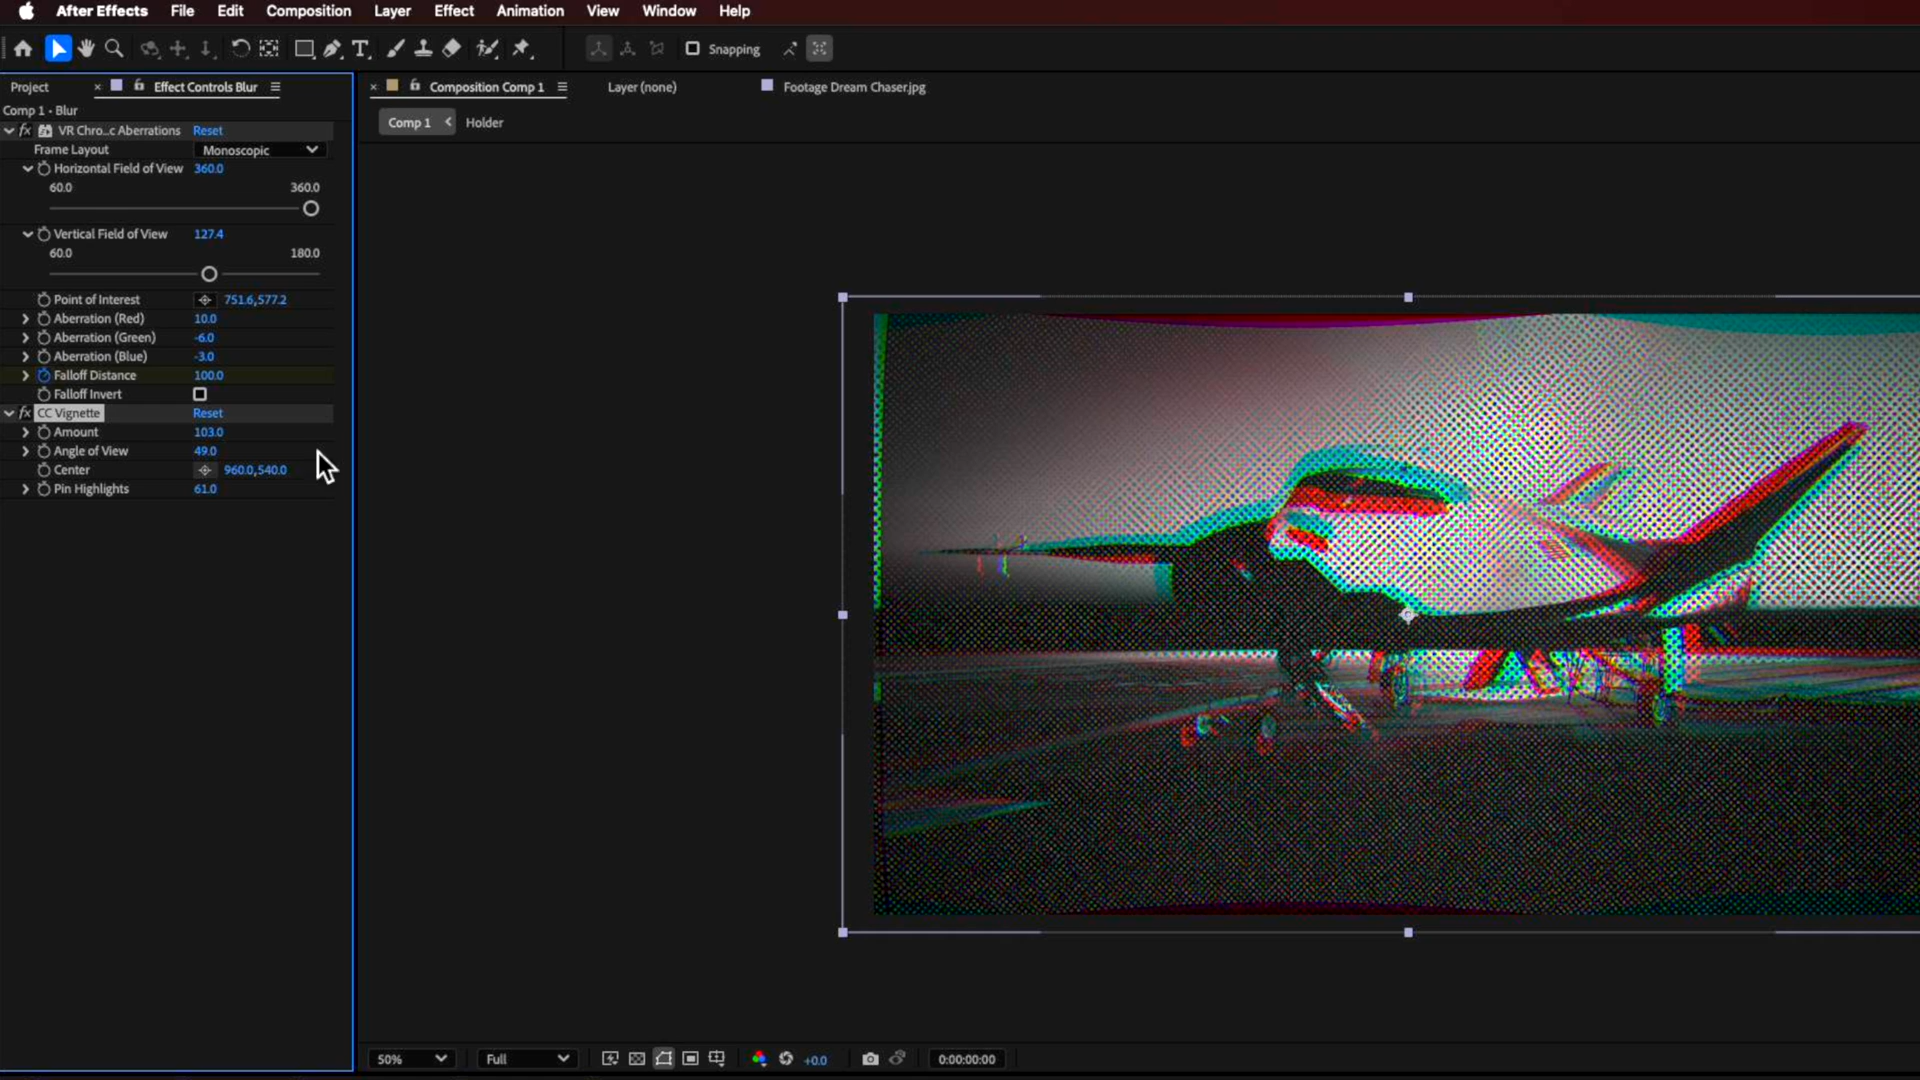 After Effects File Edit Composition Layer Effect Animation View Window Help
Snapping
Project Effect Controls Blur
Composition Comp 1 Layer (none) Footage Dream Chaser.jpg
Comp 1 • Blur
Comp 1 Holder
fx VR Chro...c Aberrations Reset
Frame Layout Monoscopic
Horizontal Field of View 360.0
60.0 360.0
Vertical Field of View 127.4
60.0 180.0
Point of Interest 751.6,577.2
Aberration (Red) 10.0
Aberration (Green) -6.0
Aberration (Blue) -3.0
Falloff Distance 100.0
Falloff Invert
fx CC Vignette Reset
Amount 103.0
Angle of View 49.0
Center 960.0,540.0
Pin Highlights 61.0
50% Full +0.0 0:00:00:00